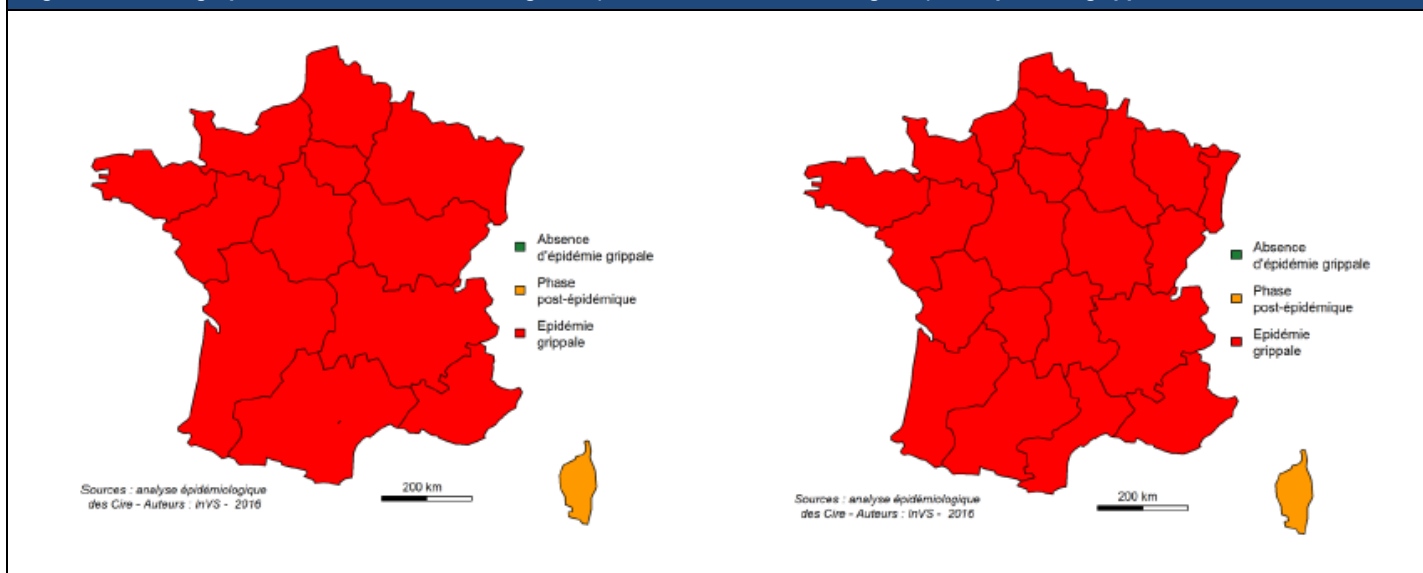 Absence
d'épidémie grippale
Phase
post-épidémique
Epidémie
grippale
Sources : analyse épidémiologique
des Cire - Auteurs : InVS - 2016
200 km
Absence
d'épidémie grippale
Phase
post-épidémique
Epidémie
grippale
Sources : analyse épidémiologique
des Cire - Auteurs : InVS - 2016
200 km